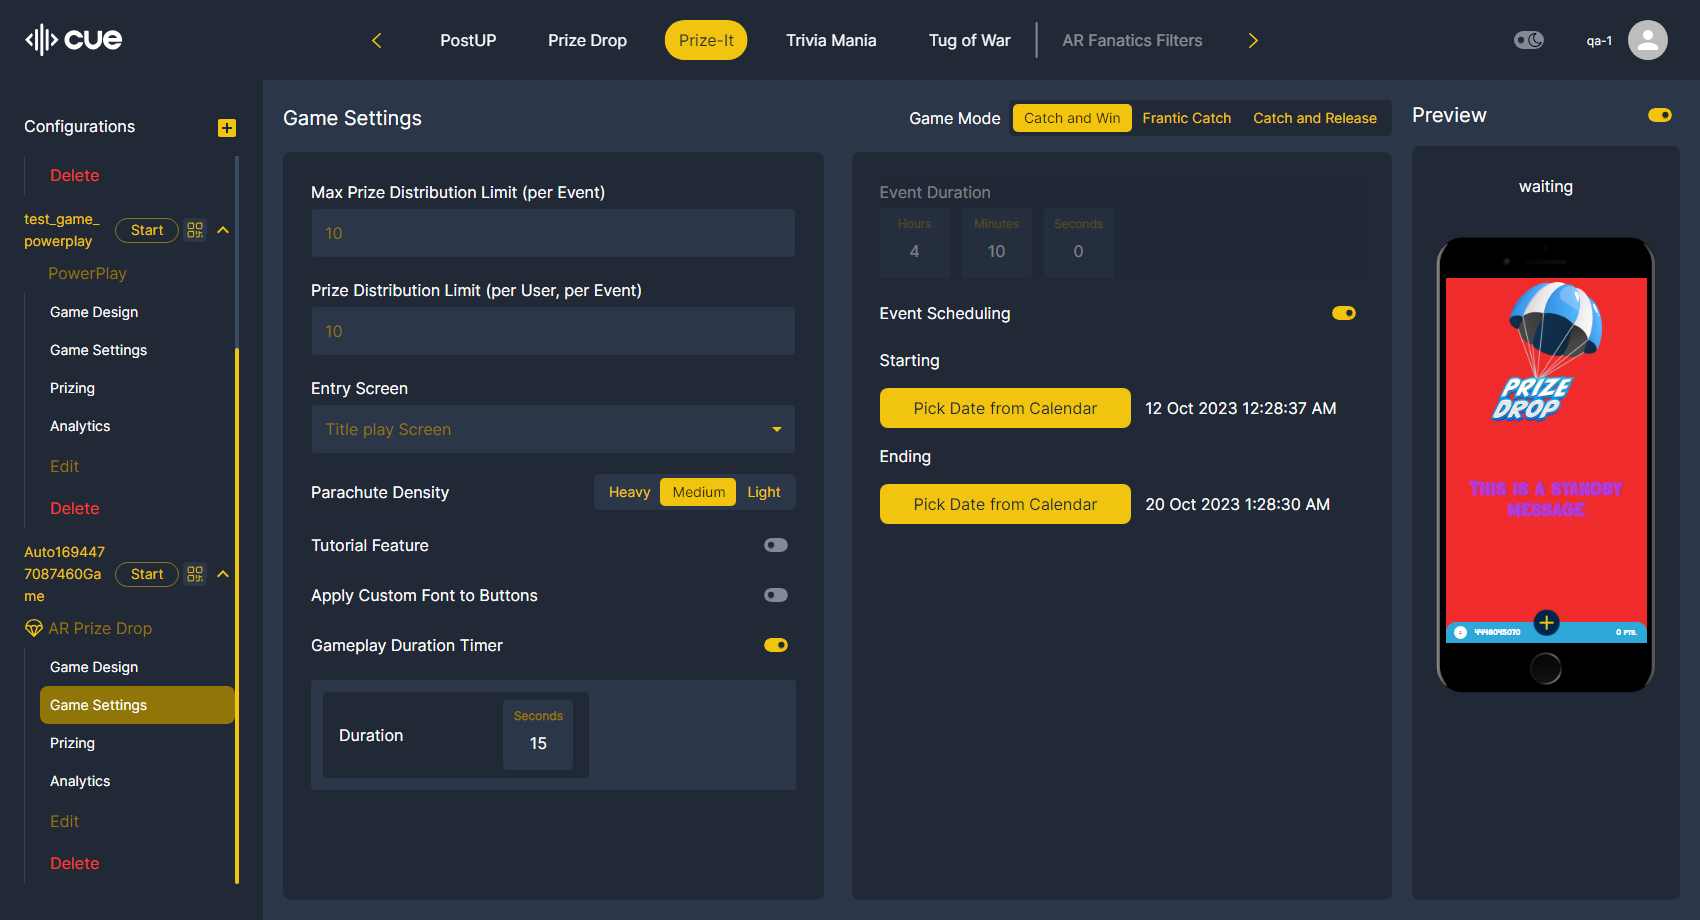 cue
PostUP
Prize Drop
Prize-It
Trivia Mania
Tug of War
AR Fanatics Filters
qa-1
Configurations
Delete
test_game_
powerplay
Start
PowerPlay
Game Design
Game Settings
Prizing
Analytics
Edit
Delete
Auto169447
7087460Ga
me
Start
AR Prize Drop
Game Design
Game Settings
Prizing
Analytics
Edit
Delete
Game Settings
Game Mode
Catch and Win
Frantic Catch
Catch and Release
Max Prize Distribution Limit (per Event)
10
Prize Distribution Limit (per User, per Event)
10
Entry Screen
Title play Screen
Parachute Density
Heavy
Medium
Light
Tutorial Feature
Apply Custom Font to Buttons
Gameplay Duration Timer
Duration
Seconds
15
Event Duration
Hours
4
Minutes
10
Seconds
0
Event Scheduling
Starting
Pick Date from Calendar
12 Oct 2023 12:28:37 AM
Ending
Pick Date from Calendar
20 Oct 2023 1:28:30 AM
Preview
waiting
PRIZE
DROP
THIS IS A STANDBY
MESSAGE
0 PTS.